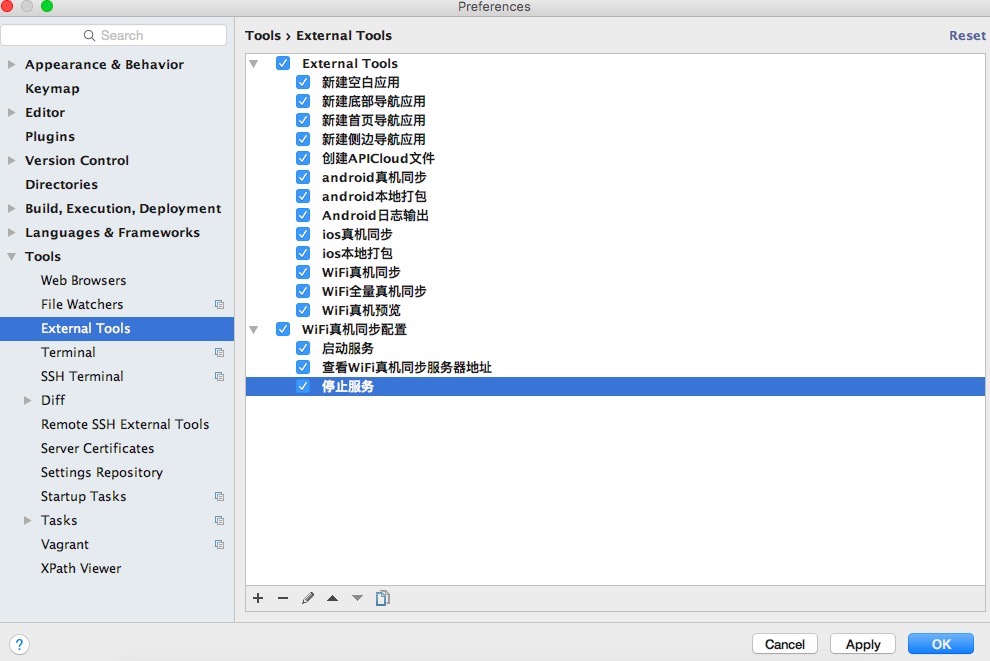 Preferences
Search
Appearance & Behavior
Keymap
Editor
Plugins
Version Control
Directories
Build, Execution, Deployment
Languages & Frameworks
Tools
Web Browsers
File Watchers
External Tools
Terminal
SSH Terminal
Diff
Remote SSH External Tools
Server Certificates
Settings Repository
Startup Tasks
Tasks
Vagrant
XPath Viewer
Tools › External Tools
Reset
External Tools
新建空白应用
新建底部导航应用
新建首页导航应用
新建侧边导航应用
创建APICloud文件
android真机同步
android本地打包
Android日志输出
ios真机同步
ios本地打包
WiFi真机同步
WiFi全量真机同步
WiFi真机预览
WiFi真机同步配置
启动服务
查看WiFi真机同步服务器地址
停止服务
?
Cancel
Apply
OK